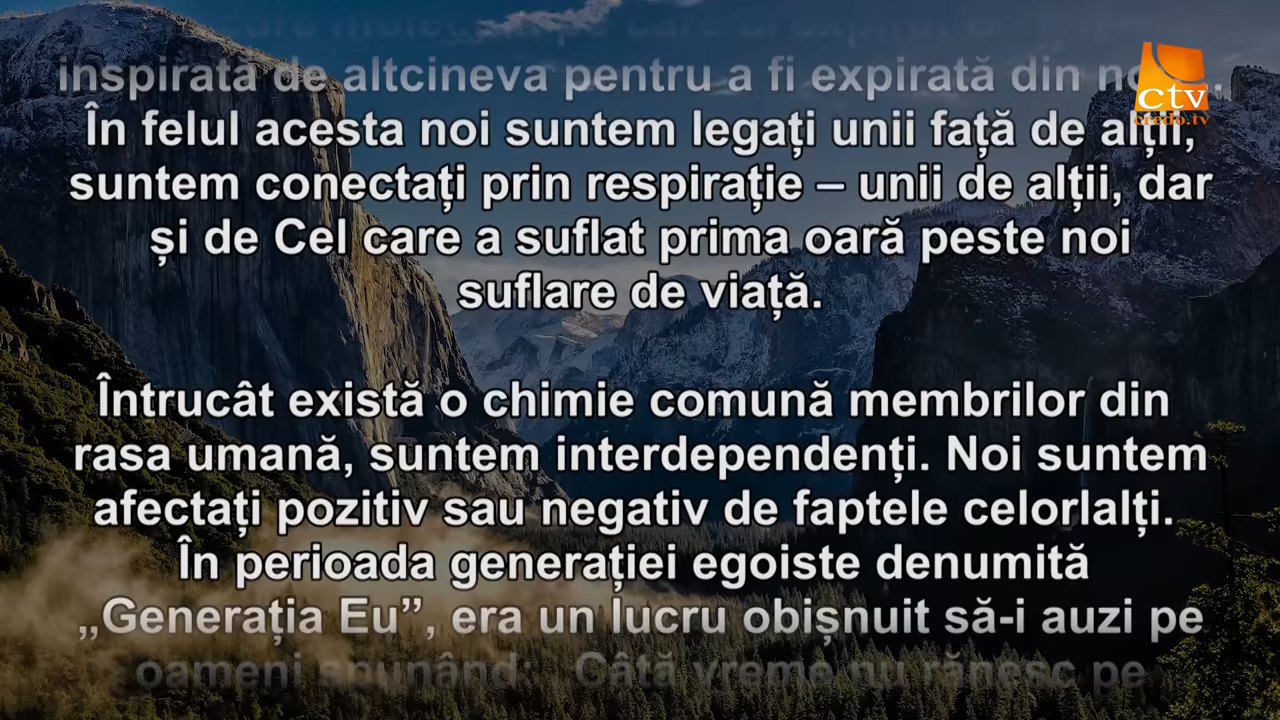 inspirată de altcineva pentru a fi expirată din
În felul acesta noi suntem legați unii față de alții,
suntem conectați prin respirație – unii de alții, dar
și de Cel care a suflat prima oară peste noi
suflare de viață.
Întrucât există o chimie comună membrilor din
rasa umană, suntem interdependenți. Noi suntem
afectați pozitiv sau negativ de faptele celorlalți.
În perioada generației egoiste denumită
„Generația Eu”, era un lucru obișnuit să-i auzi pe
oameni spunând: „Câtă vreme nu rănesc pe
ctv
credo.tv